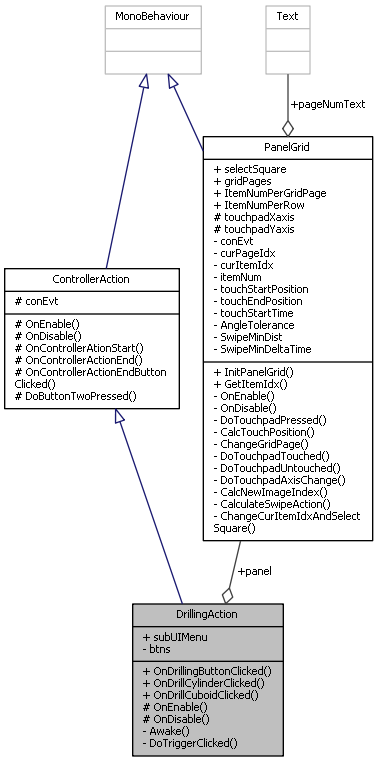 MonoBehaviour
Text
+pageNumText
PanelGrid
+ selectSquare
+ gridPages
+ ItemNumPerGridPage
+ ItemNumPerRow
# touchpadXaxis
# touchpadYaxis
- conEvt
- curPageIdx
- curItemIdx
- itemNum
- touchStartPosition
- touchEndPosition
- touchStartTime
- AngleTolerance
- SwipeMinDist
- SwipeMinDeltaTime
+ InitPanelGrid()
+ GetItemIdx()
- OnEnable()
- OnDisable()
- DoTouchpadPressed()
- CalcTouchPosition()
- ChangeGridPage()
- DoTouchpadTouched()
- DoTouchpadUntouched()
- DoTouchpadAxisChange()
- CalcNewImageIndex()
- CalculateSwipeAction()
- ChangeCurItemIdxAndSelect
Square()
ControllerAction
# conEvt
# OnEnable()
# OnDisable()
# OnControllerAtionStart()
# OnControllerActionEnd()
# OnControllerActionEndButton
Clicked()
# DoButtonTwoPressed()
+panel
DrillingAction
+ subUIMenu
- btns
+ OnDrillingButtonClicked()
+ OnDrillCylinderClicked()
+ OnDrillCuboidClicked()
# OnEnable()
# OnDisable()
- Awake()
- DoTriggerClicked()